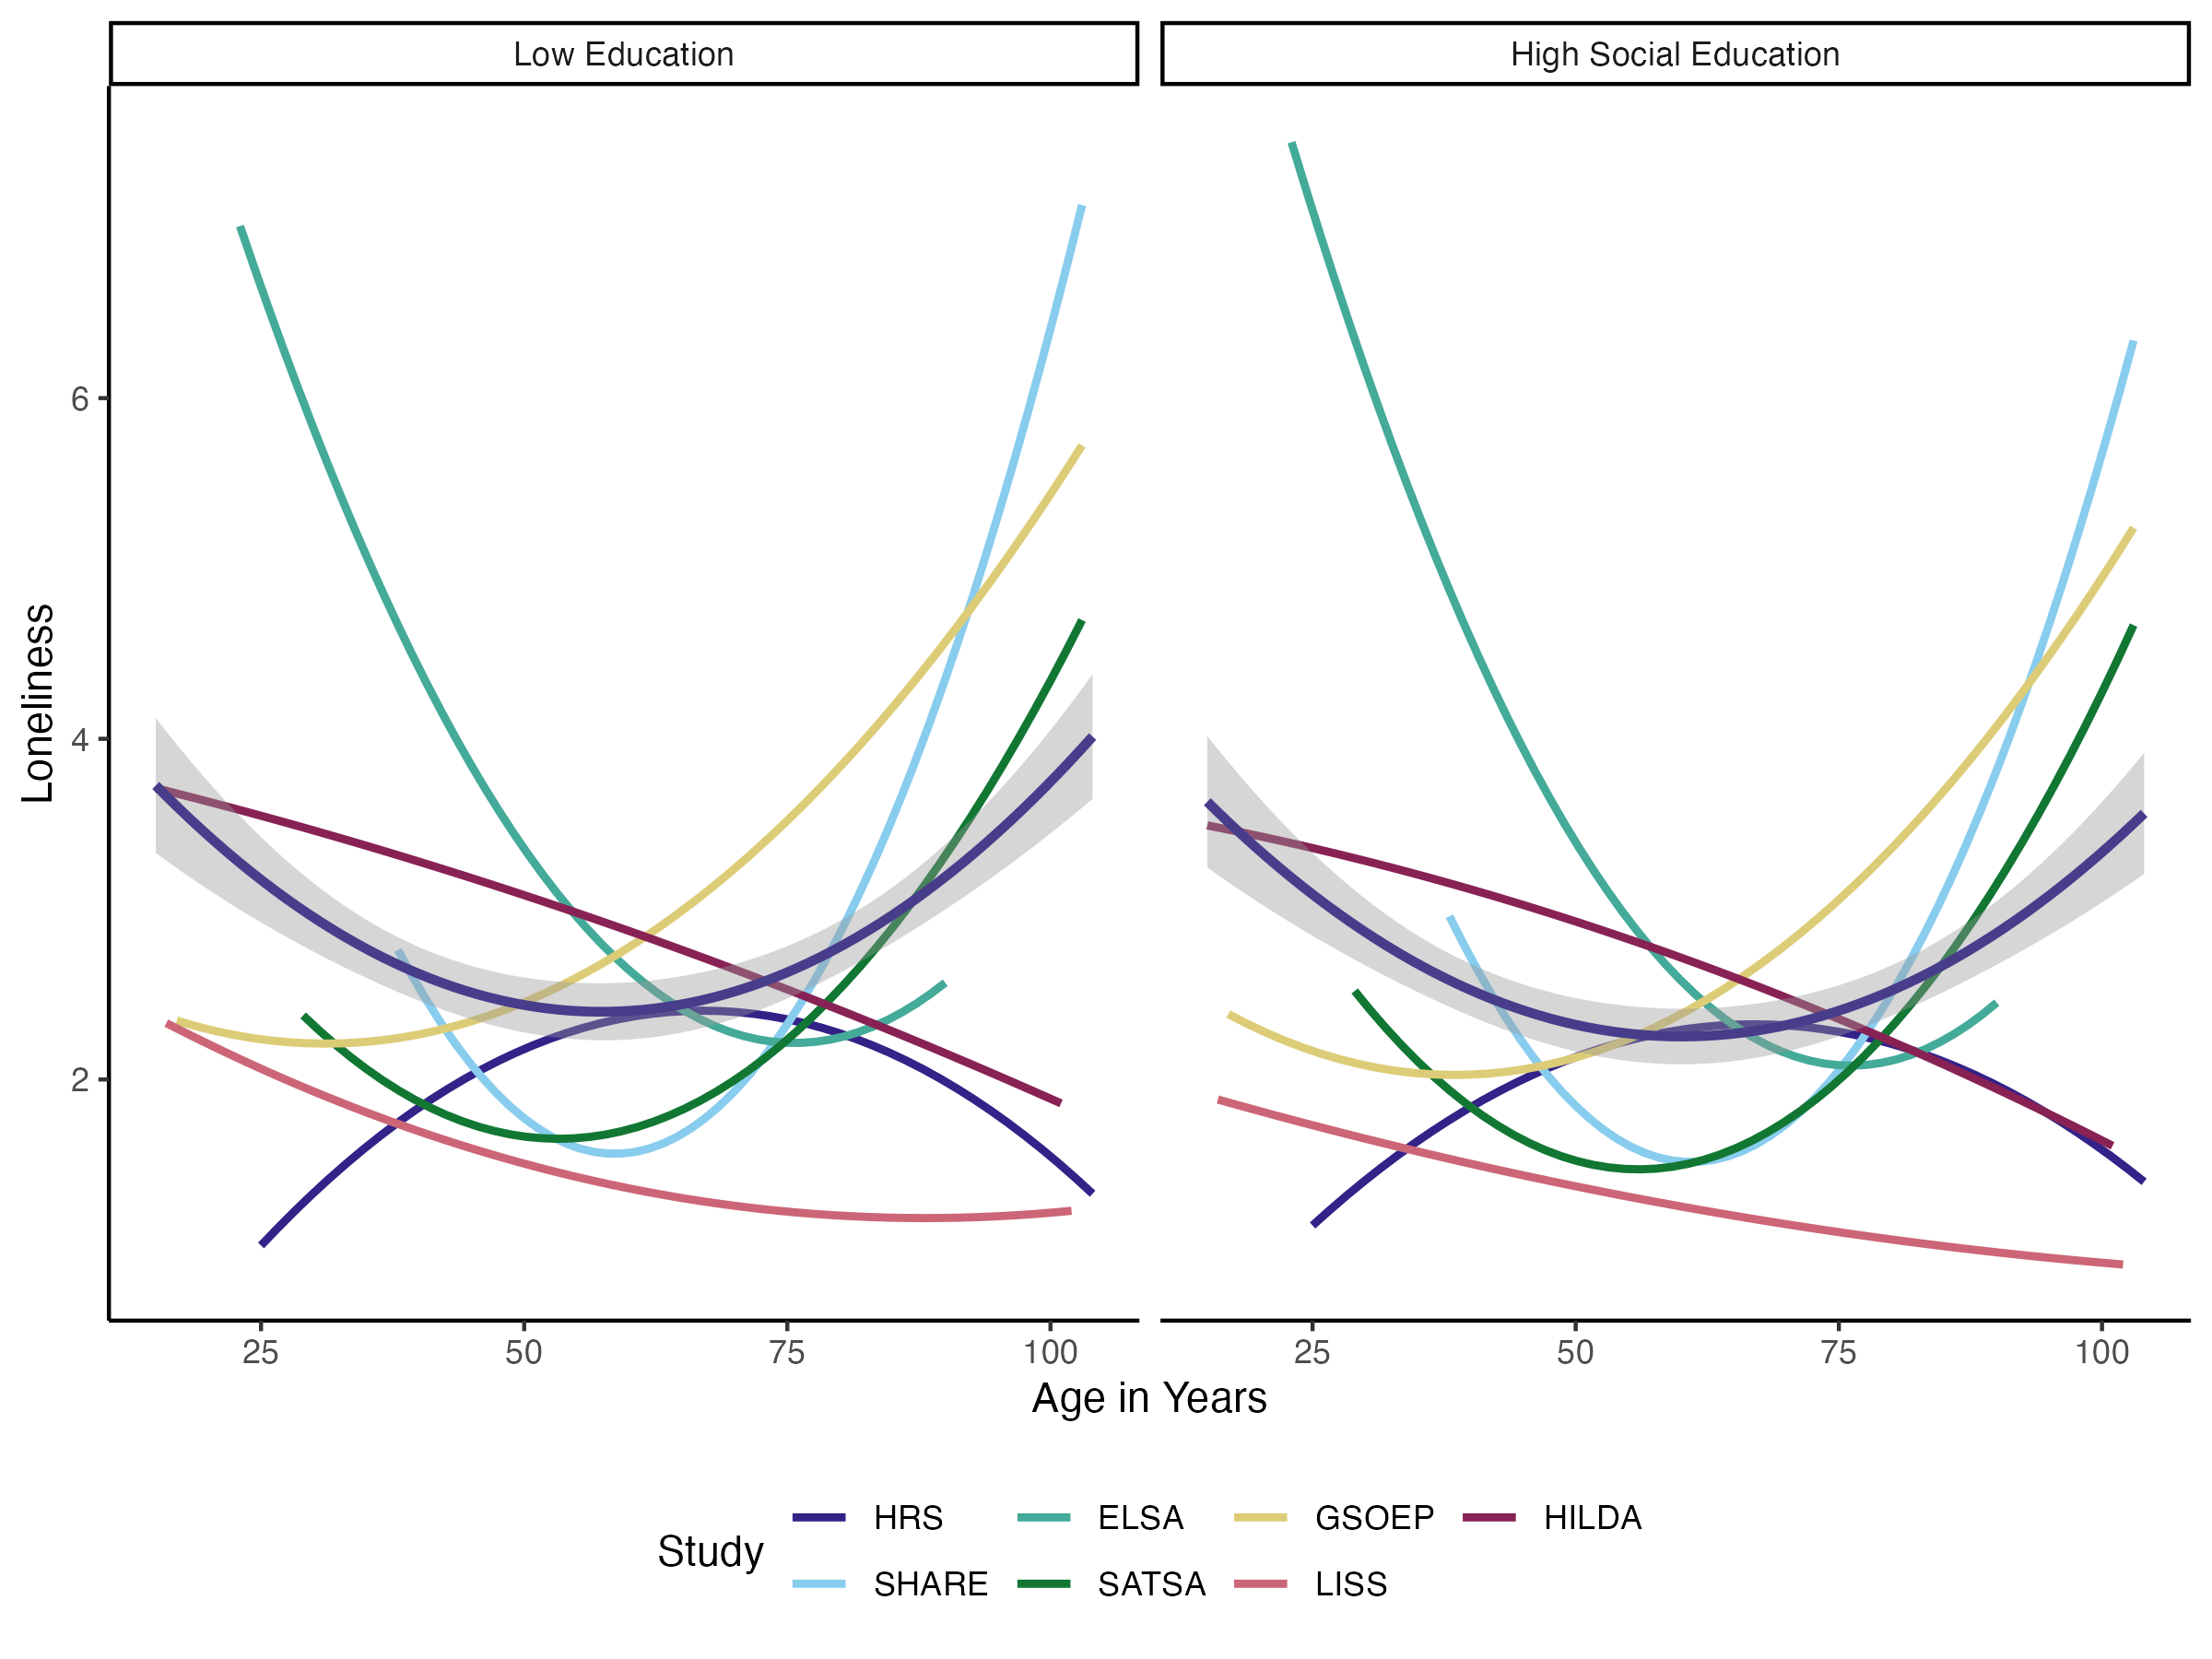 Low Education
High Social Education
Loneliness
6
4
2
25 50 75 100
25 50 75 100
Age in Years
Study
HRS ELSA GSOEP HILDA
SHARE SATSA LISS